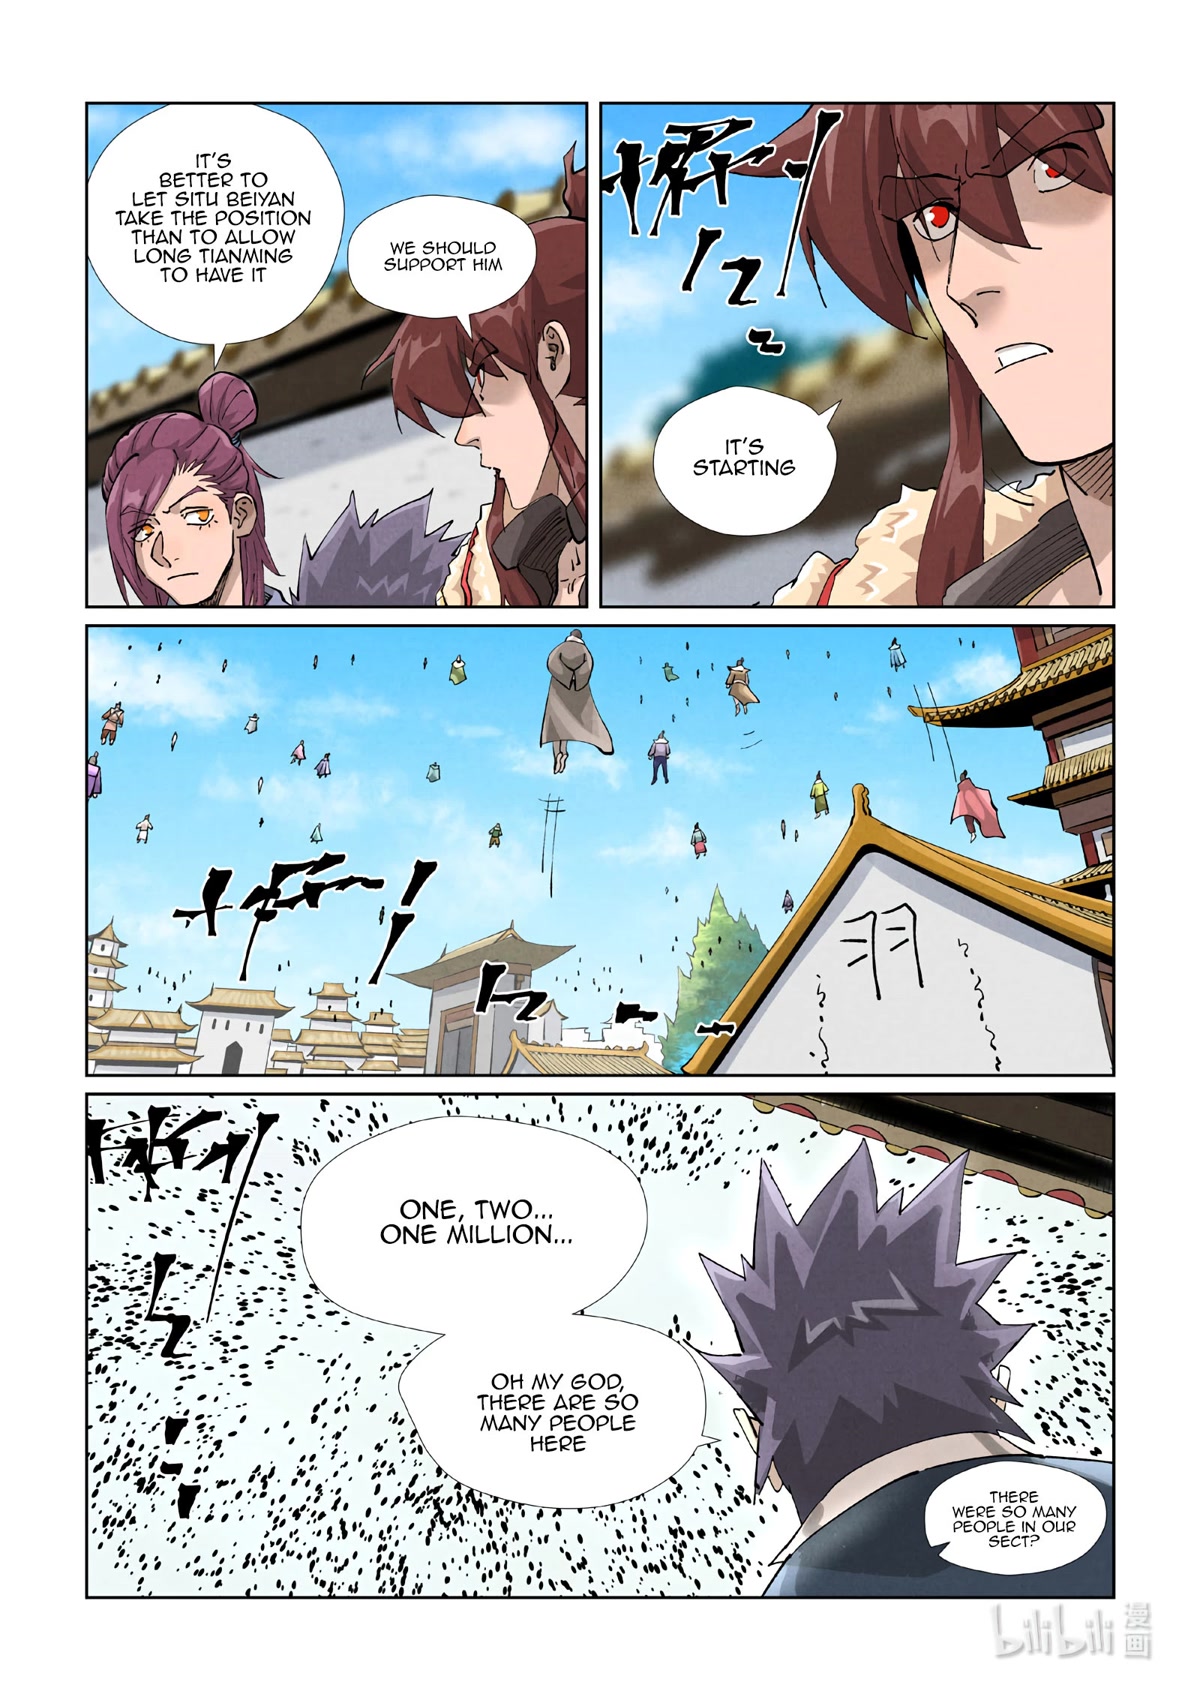 IT'S
BETTER TO
LET SITU BEIYAN
TAKE THE POSITION
THAN TO ALLOW
LONG TIANMING
TO HAVE IT
WE SHOULD
SUPPORT HIM
IT'S
STARTING
羽
ONE, TWO...
ONE MILLION...
OH MY GOD,
THERE ARE SO
MANY PEOPLE
HERE
THERE
WERE SO MANY
PEOPLE IN OUR
SECT?
bilibili 漫画